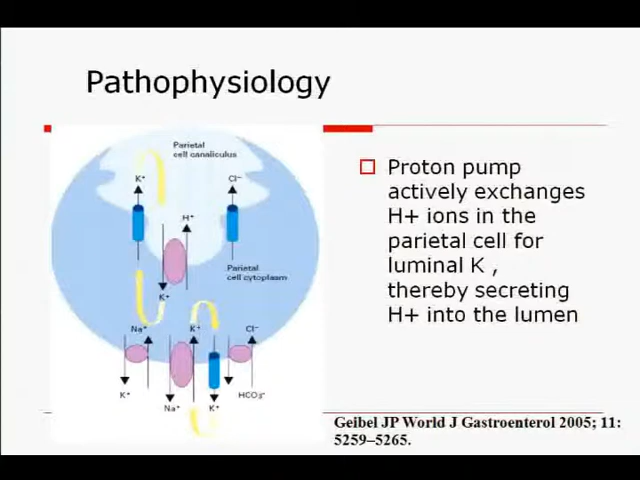 Pathophysiology
Parietal
cell canaliculus
K⁺
Cl⁻
H⁺
Parietal
cell cytoplasm
K⁺
Na⁺
K⁺
Cl⁻
K⁺
Na⁺
K⁺
HCO₃⁻
Proton pump
actively exchanges
H+ ions in the
parietal cell for
luminal K ,
thereby secreting
H+ into the lumen
Geibel JP World J Gastroenterol 2005; 11:
5259–5265.